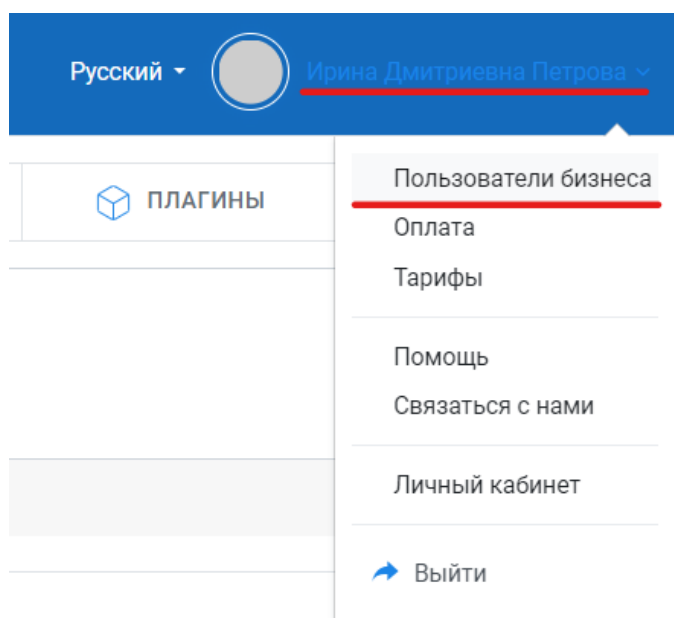 Русский
Ирина Дмитриевна Петрова
ПЛАГИНЫ
Пользователи бизнеса
Оплата
Тарифы
Помощь
Связаться с нами
Личный кабинет
Выйти